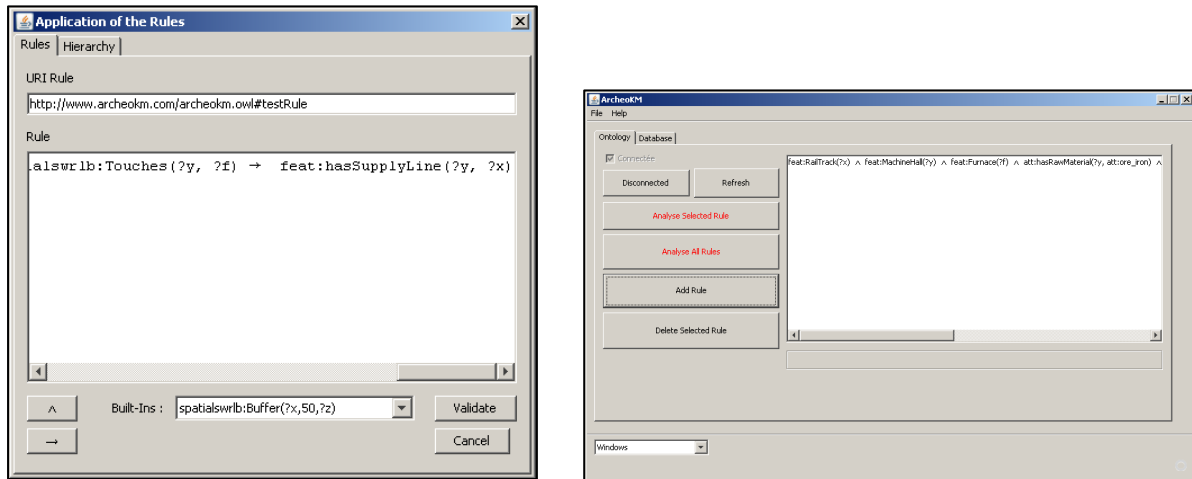 Application of the Rules
Rules Hierarchy
URI Rule
http://www.archeokm.com/archeokm.owl#testRule
Rule
alswrlb:Touches(?y, ?f) → feat:hasSupplyLine(?y, ?x)
∧ Built-Ins : spatialswrlb:Buffer(?x,50,?z) Validate
→ Cancel
ArcheoKM
File Help
Ontology Database
Connectée
Disconnected Refresh
Analyse Selected Rule
Analyse All Rules
Add Rule
Delete Selected Rule
feat:RailTrack(?x) ∧ feat:MachineHall(?y) ∧ feat:Furnace(?f) ∧ att:hasRawMaterial(?y, att:ore_iron) ∧
Windows